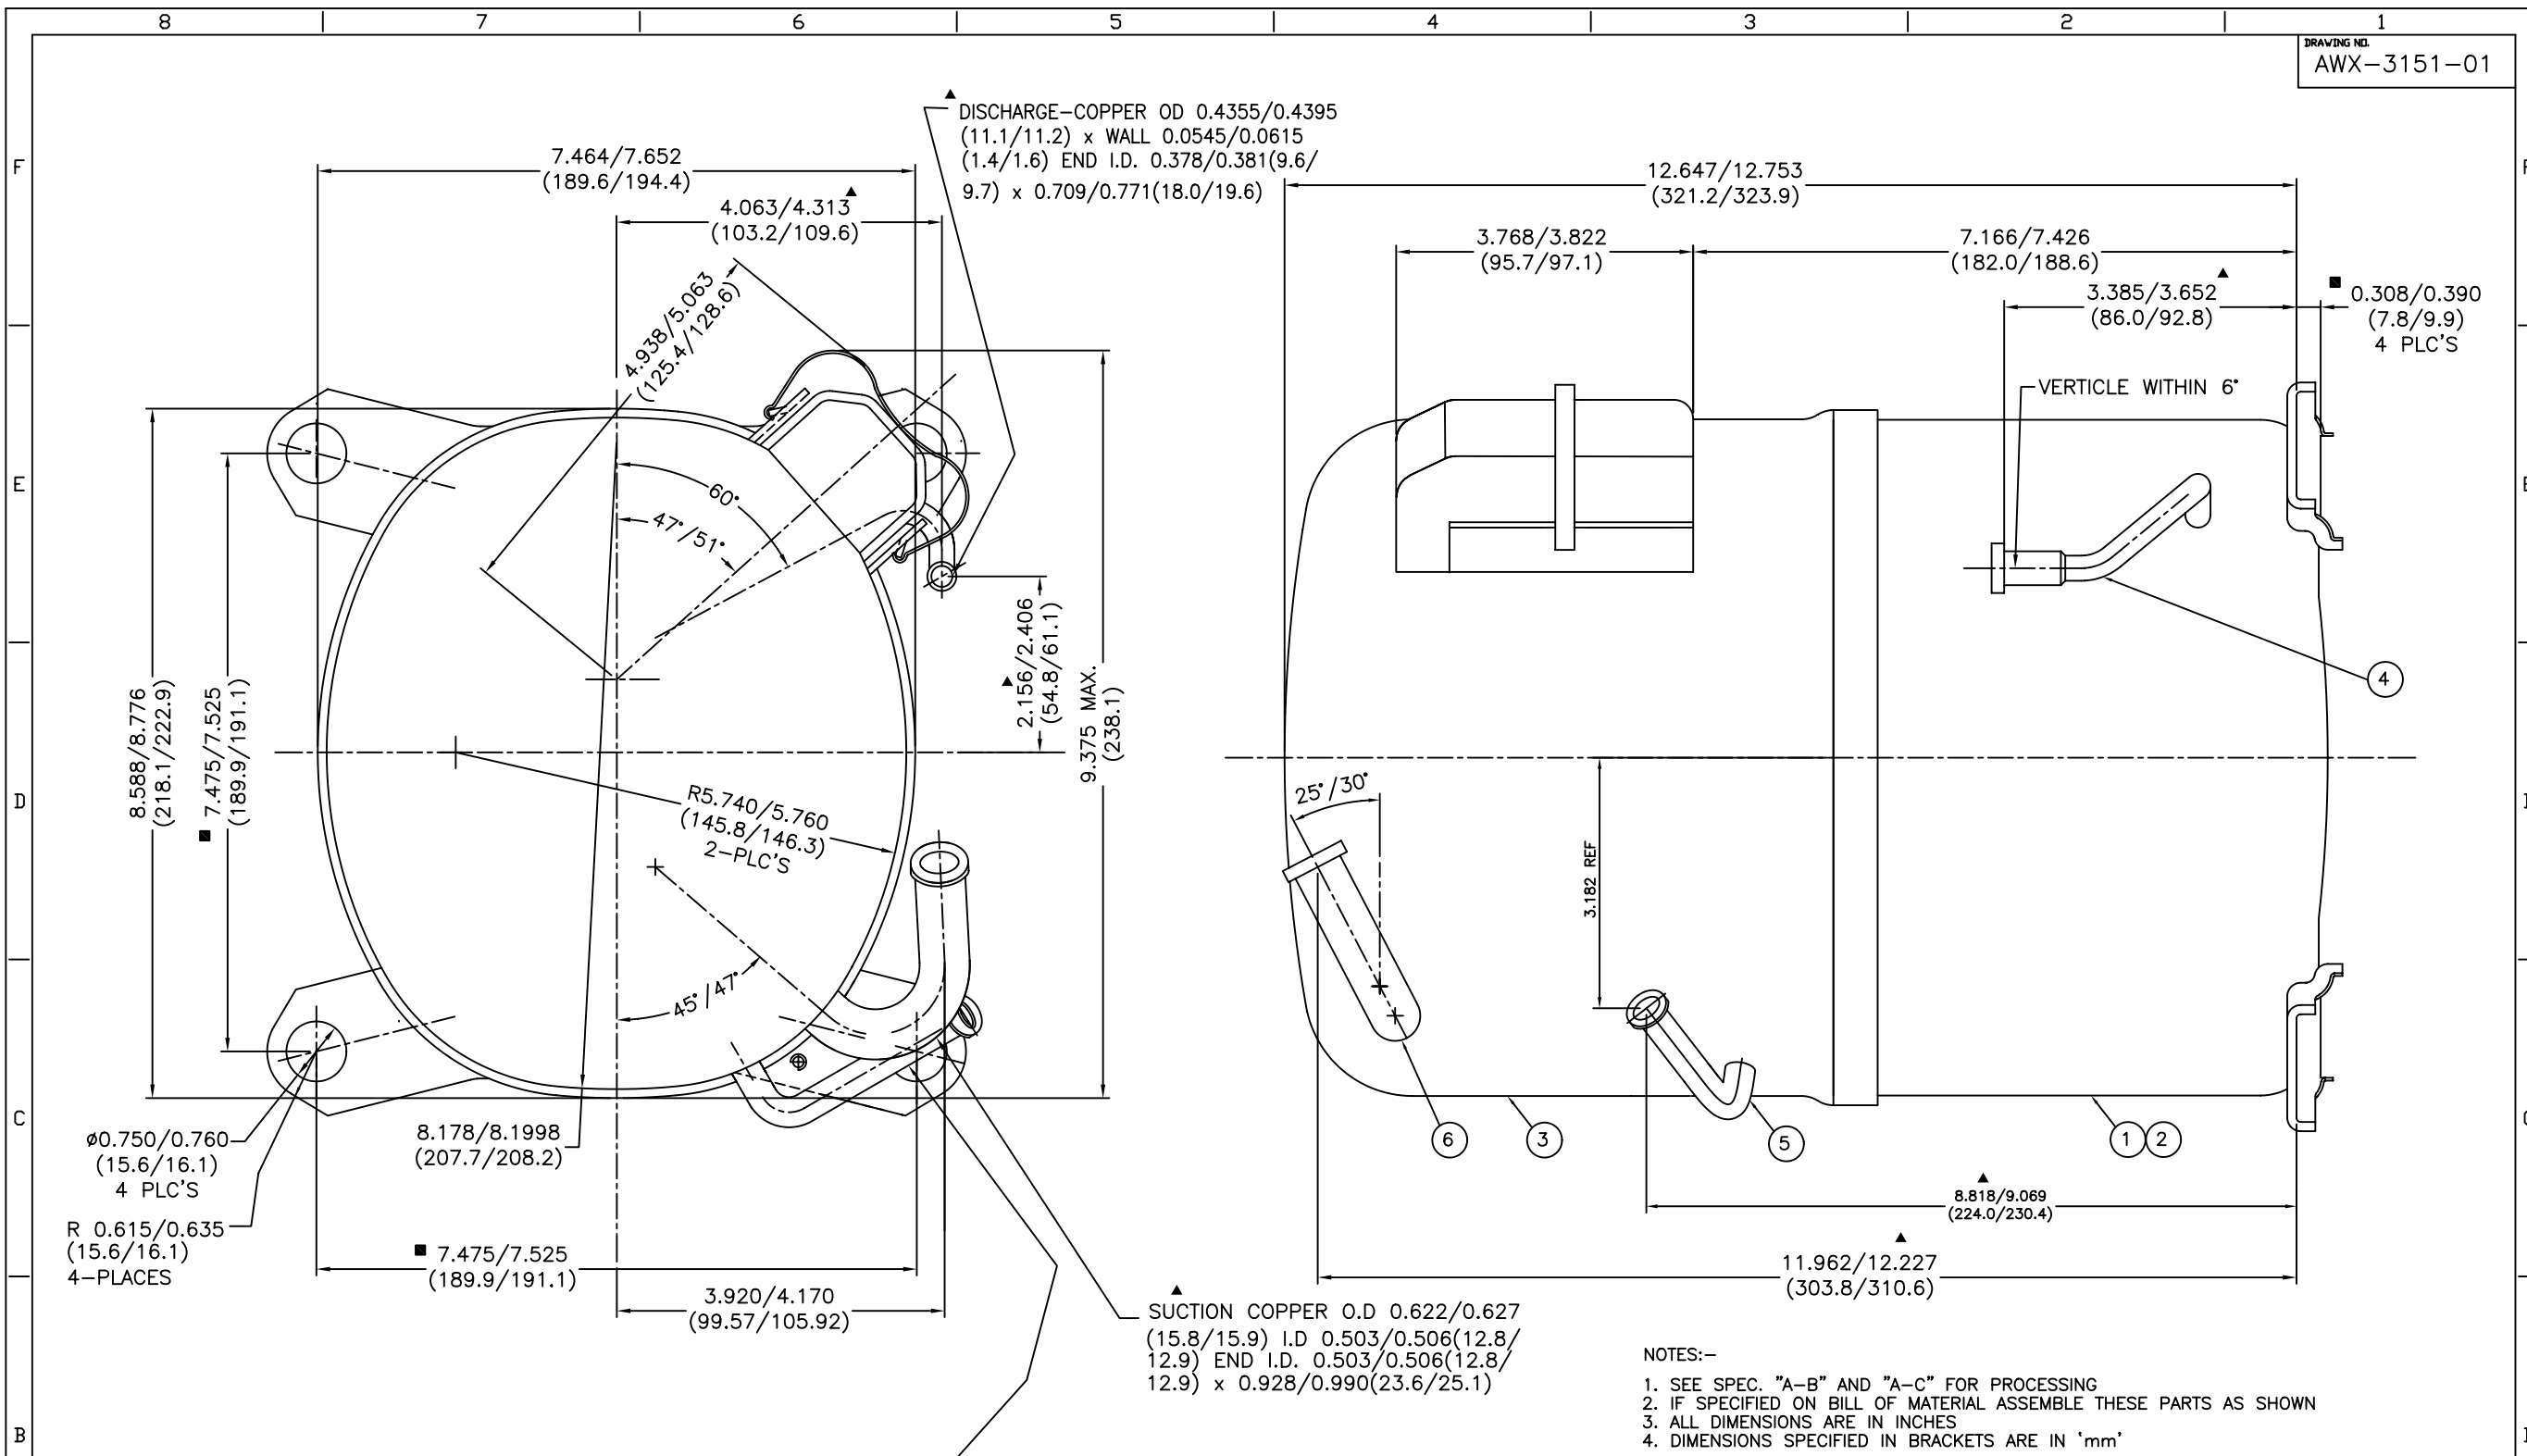 8 7 6 5 4 3 2 1
DRAWING NO.
AWX-3151-01
F
E
D
C
B
F
▲
DISCHARGE-COPPER OD 0.4355/0.4395
(11.1/11.2) x WALL 0.0545/0.0615
(1.4/1.6) END I.D. 0.378/0.381(9.6/
9.7) x 0.709/0.771(18.0/19.6)
7.464/7.652
(189.6/194.4)
▲
4.063/4.313
(103.2/109.6)
4.938/5.063
(125.4/128.6)
60°
47°/51°
▲ 2.156/2.406
(54.8/61.1)
9.375 MAX.
(238.1)
8.588/8.776
(218.1/222.9)
■ 7.475/7.525
(189.9/191.1)
R5.740/5.760
(145.8/146.3)
2-PLC'S
45°/47°
ø0.750/0.760
(15.6/16.1)
4 PLC'S
R 0.615/0.635
(15.6/16.1)
4-PLACES
8.178/8.1998
(207.7/208.2)
■ 7.475/7.525
(189.9/191.1)
3.920/4.170
(99.57/105.92)
▲
SUCTION COPPER O.D 0.622/0.627
(15.8/15.9) I.D 0.503/0.506(12.8/
12.9) END I.D. 0.503/0.506(12.8/
12.9) x 0.928/0.990(23.6/25.1)
12.647/12.753
(321.2/323.9)
3.768/3.822
(95.7/97.1)
7.166/7.426
(182.0/188.6)
▲
3.385/3.652
(86.0/92.8)
■ 0.308/0.390
(7.8/9.9)
4 PLC'S
VERTICLE WITHIN 6°
4
25°/30°
3.182 REF
6
3
5
1
2
▲
8.818/9.069
(224.0/230.4)
▲
11.962/12.227
(303.8/310.6)
NOTES:-
1. SEE SPEC. "A-B" AND "A-C" FOR PROCESSING
2. IF SPECIFIED ON BILL OF MATERIAL ASSEMBLE THESE PARTS AS SHOWN
3. ALL DIMENSIONS ARE IN INCHES
4. DIMENSIONS SPECIFIED IN BRACKETS ARE IN 'mm'